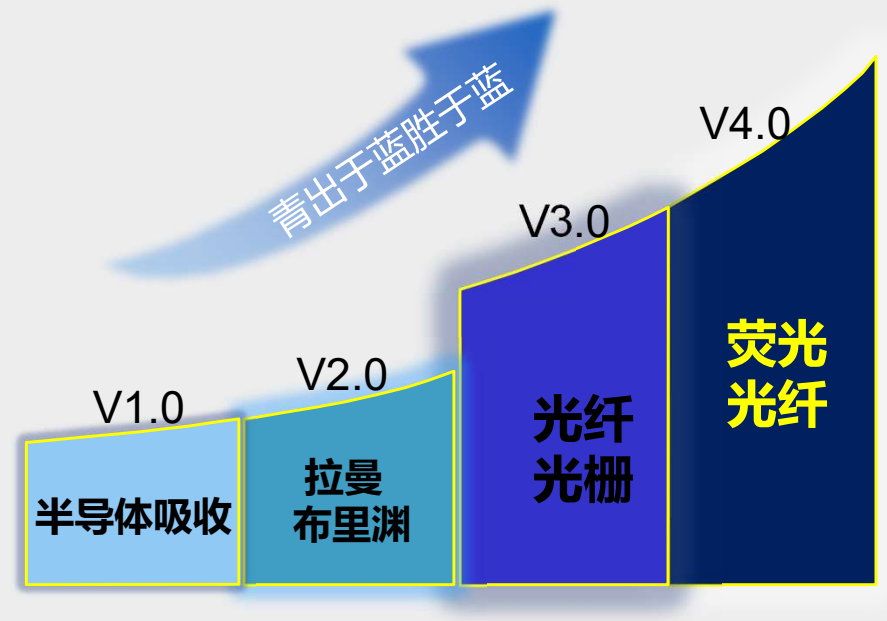 青出于蓝胜于蓝
V1.0
半导体吸收
V2.0
拉曼
布里渊
V3.0
光纤
光栅
V4.0
荧光
光纤